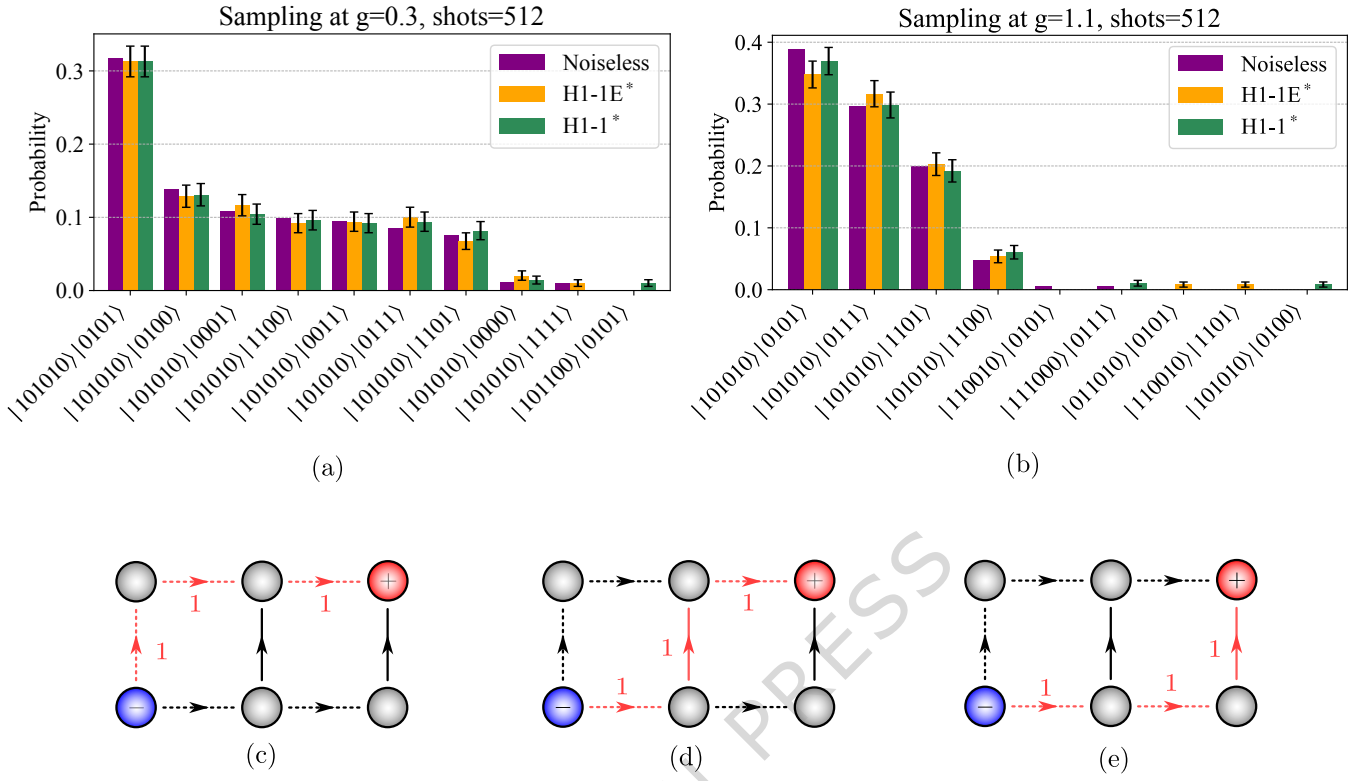 Sampling at g=0.3, shots=512
Probability
0.3
0.2
0.1
0.0
Noiseless
H1-1E*
H1-1*
|101010⟩|0101⟩
|101010⟩|0100⟩
|101010⟩|0001⟩
|101010⟩|1100⟩
|101010⟩|0011⟩
|101010⟩|0111⟩
|101010⟩|1101⟩
|101010⟩|0000⟩
|101010⟩|1111⟩
|101100⟩|0101⟩
(a)
Sampling at g=1.1, shots=512
Probability
0.4
0.3
0.2
0.1
0.0
Noiseless
H1-1E*
H1-1*
|101010⟩|0101⟩
|101010⟩|0111⟩
|101010⟩|1101⟩
|101010⟩|1100⟩
|110010⟩|0101⟩
|111000⟩|0111⟩
|011010⟩|0101⟩
|110010⟩|1101⟩
|101010⟩|0100⟩
(b)
+
1 1
1
−
(c)
+
1
1
1
−
(d)
+
1
1 1
−
(e)
PRESS